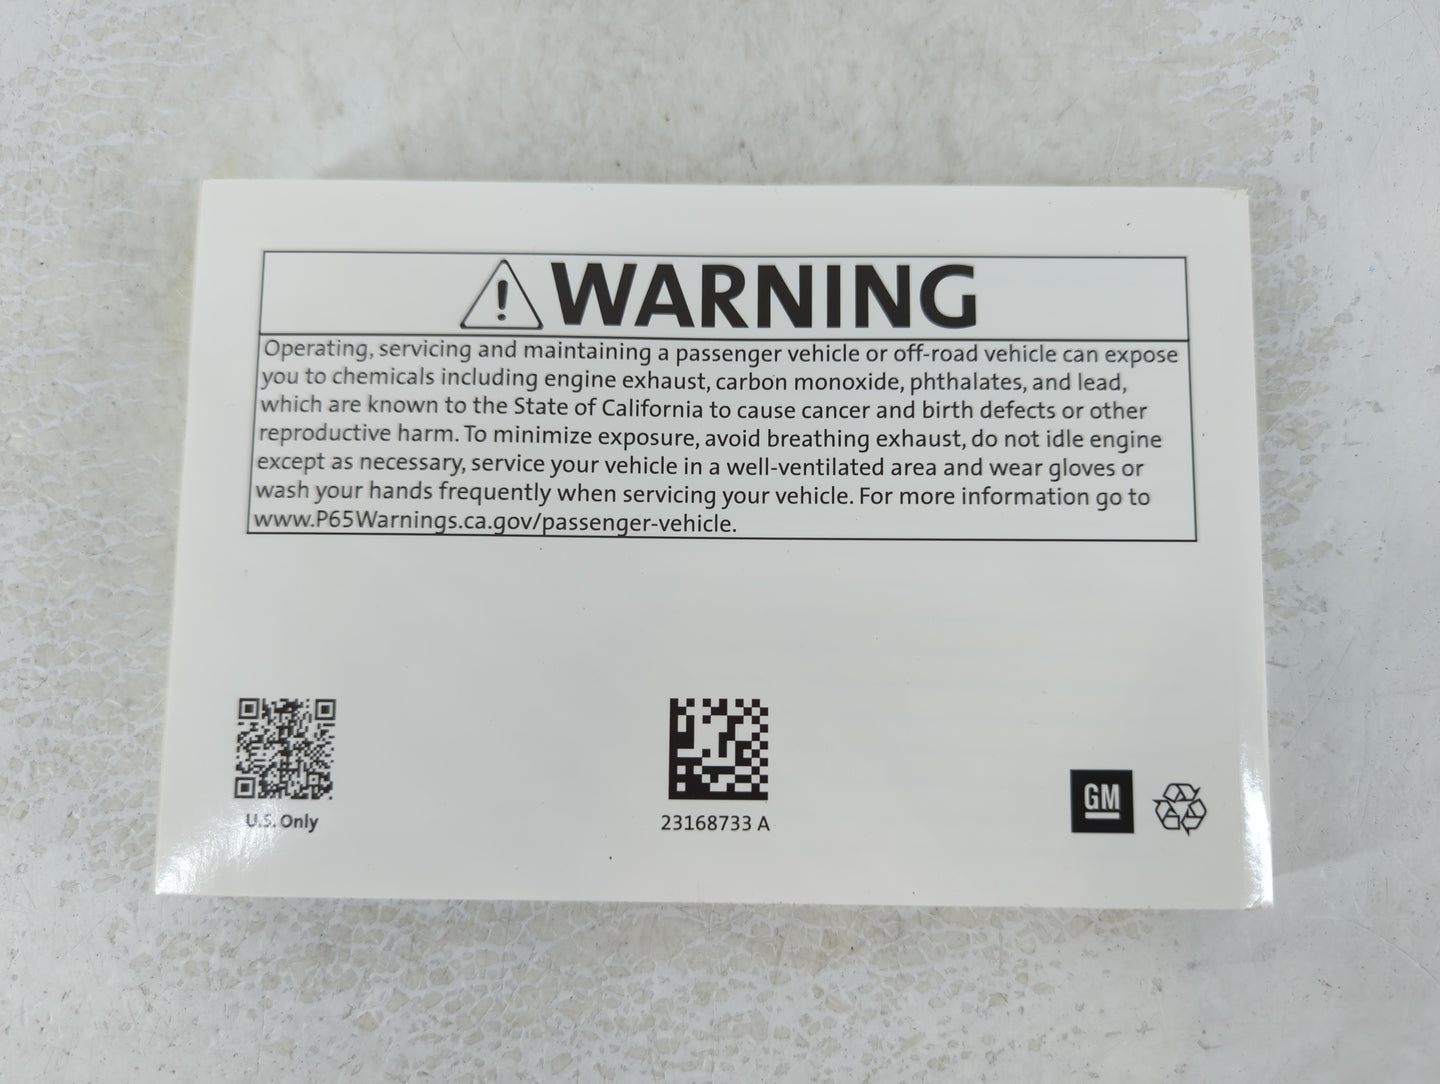 WARNING
Operating, servicing and maintaining a passenger vehicle or off-road vehicle can expose
you to chemicals including engine exhaust, carbon monoxide, phthalates, and lead,
which are known to the State of California to cause cancer and birth defects or other
reproductive harm. To minimize exposure, avoid breathing exhaust, do not idle engine
except as necessary, service your vehicle in a well-ventilated area and wear gloves or
wash your hands frequently when servicing your vehicle. For more information go to
www.P65Warnings.ca.gov/passenger-vehicle.
U.S. Only
23168733 A
GM